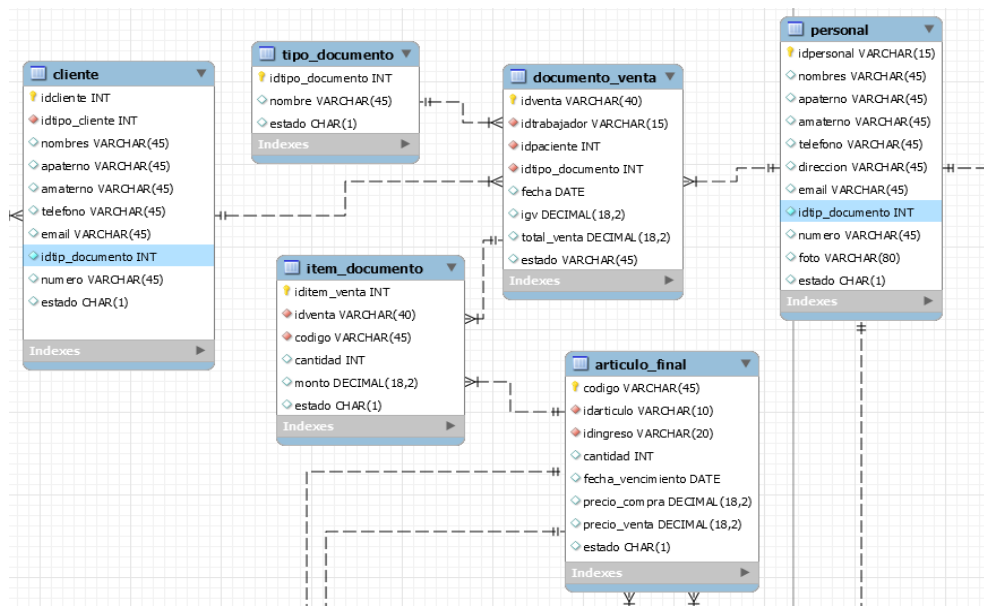 cliente
idcliente INT
idtipo_cliente INT
nombres VARCHAR(45)
apaterno VARCHAR(45)
amaterno VARCHAR(45)
telefono VARCHAR(45)
email VARCHAR(45)
idtip_documento INT
numero VARCHAR(45)
estado CHAR(1)
Indexes
tipo_documento
idtipo_documento INT
nombre VARCHAR(45)
estado CHAR(1)
Indexes
documento_venta
idventa VARCHAR(40)
idtrabajador VARCHAR(15)
idpaciente INT
idtipo_documento INT
fecha DATE
igv DECIMAL(18,2)
total_venta DECIMAL(18,2)
estado VARCHAR(45)
Indexes
personal
idpersonal VARCHAR(15)
nombres VARCHAR(45)
apaterno VARCHAR(45)
amaterno VARCHAR(45)
telefono VARCHAR(45)
direccion VARCHAR(45)
email VARCHAR(45)
idtip_documento INT
numero VARCHAR(45)
foto VARCHAR(80)
estado CHAR(1)
Indexes
item_documento
iditem_venta INT
idventa VARCHAR(40)
codigo VARCHAR(45)
cantidad INT
monto DECIMAL(18,2)
estado CHAR(1)
Indexes
articulo_final
codigo VARCHAR(45)
idarticulo VARCHAR(10)
idingreso VARCHAR(20)
cantidad INT
fecha_vencimiento DATE
precio_compra DECIMAL(18,2)
precio_venta DECIMAL(18,2)
estado CHAR(1)
Indexes